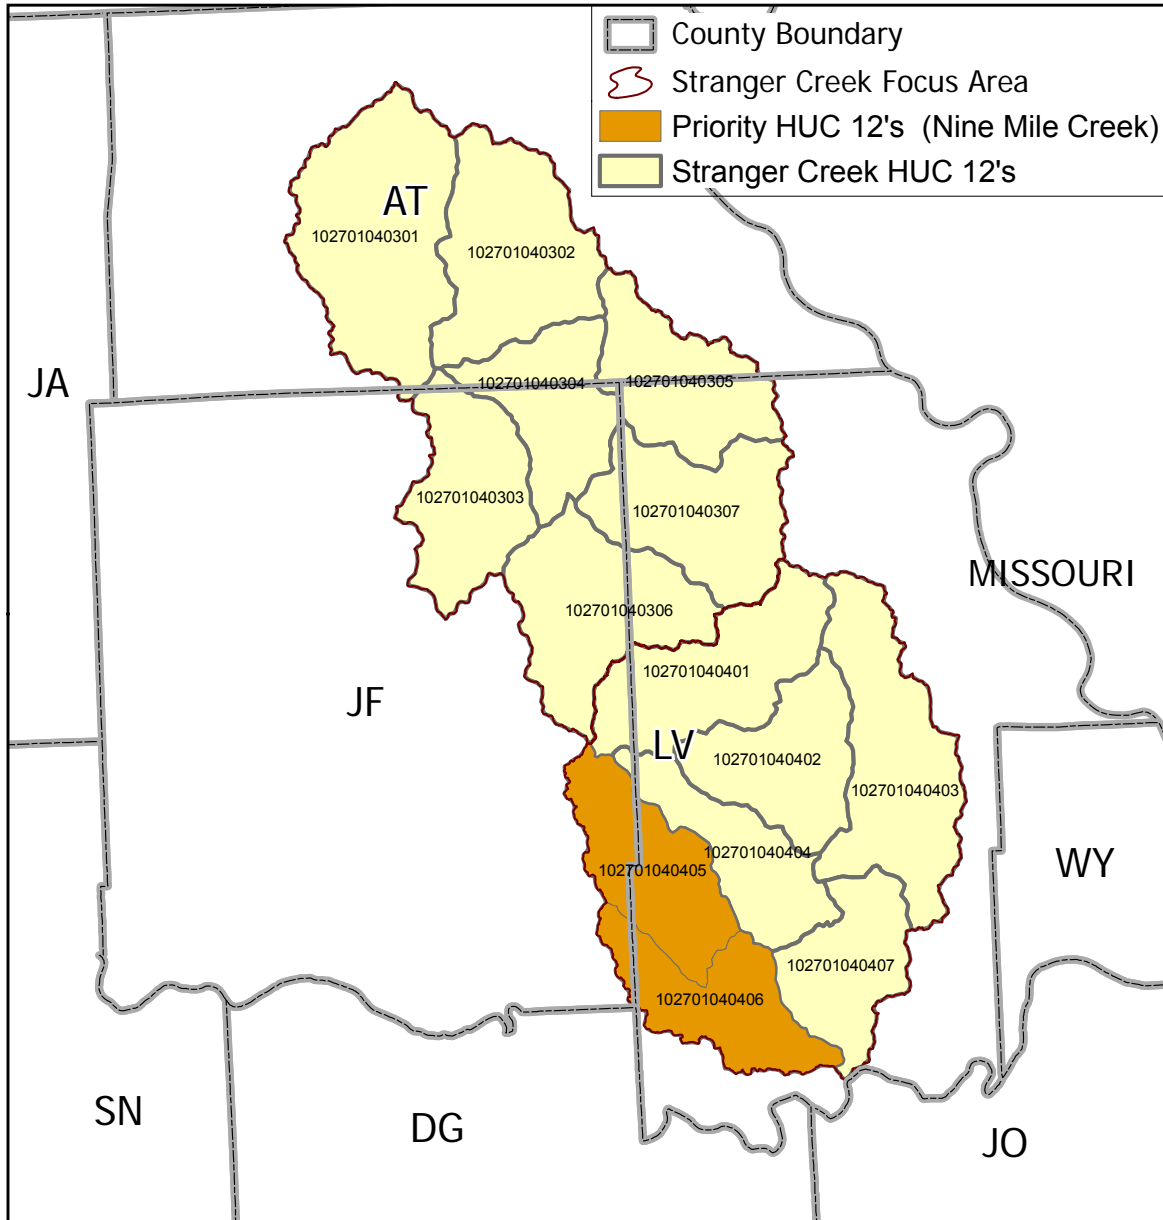 County Boundary
Stranger Creek Focus Area
Priority HUC 12's (Nine Mile Creek)
Stranger Creek HUC 12's
AT
102701040301
102701040302
JA
102701040304
102701040305
102701040303
102701040307
MISSOURI
102701040306
102701040401
JF
LV
102701040402
102701040403
102701040404
WY
102701040405
102701040407
102701040406
SN
DG
JO